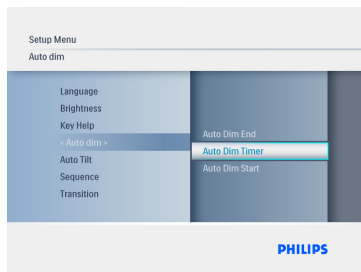 Setup Menu
Auto dim
Language
Brightness
Key Help
< Auto dim >
Auto Tilt
Sequence
Transition
Auto Dim End
Auto Dim Timer
Auto Dim Start
PHILIPS